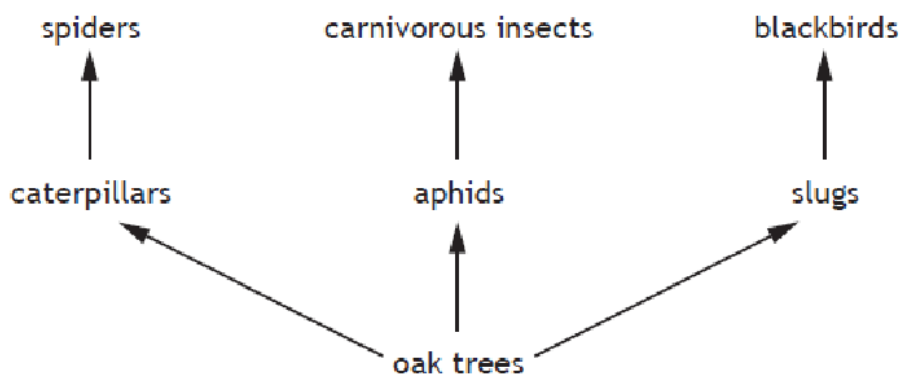 spiders carnivorous insects blackbirds
caterpillars aphids slugs
oak trees